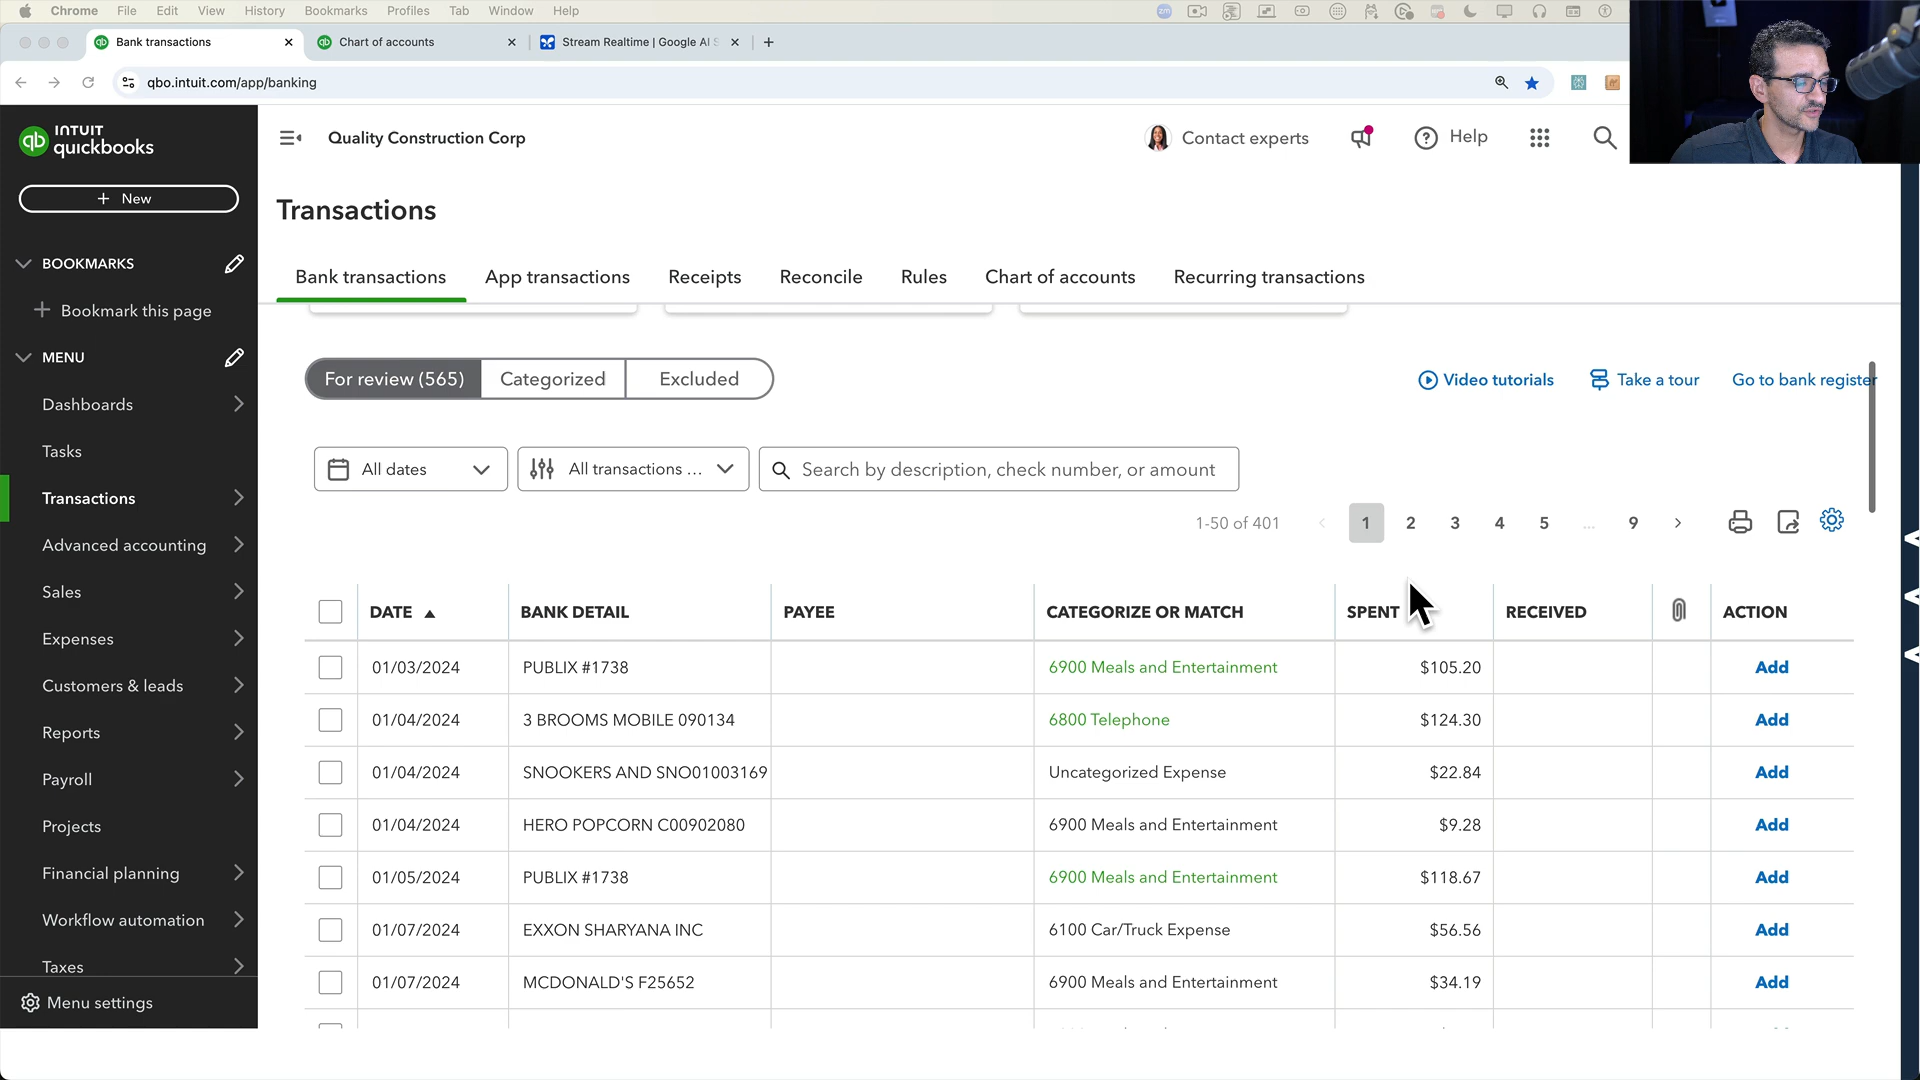 Chrome File Edit View History Bookmarks Profiles Tab Window Help
Bank transactions
Chart of accounts
Stream Realtime | Google AI S
qbo.intuit.com/app/banking
INTUIT
quickbooks
Quality Construction Corp
Contact experts
Help
New
Transactions
BOOKMARKS
Bookmark this page
MENU
Dashboards
Tasks
Transactions
Advanced accounting
Sales
Expenses
Customers & leads
Reports
Payroll
Projects
Financial planning
Workflow automation
Taxes
Menu settings
Bank transactions App transactions Receipts Reconcile Rules Chart of accounts Recurring transactions
For review (565) Categorized Excluded
Video tutorials Take a tour Go to bank register
All dates All transactions ... Search by description, check number, or amount
1-50 of 401 < 1 2 3 4 5 ... 9 >
DATE BANK DETAIL PAYEE CATEGORIZE OR MATCH SPENT RECEIVED ACTION
01/03/2024 PUBLIX #1738 6900 Meals and Entertainment $105.20 Add
01/04/2024 3 BROOMS MOBILE 090134 6800 Telephone $124.30 Add
01/04/2024 SNOOKERS AND SNO01003169 Uncategorized Expense $22.84 Add
01/04/2024 HERO POPCORN C00902080 6900 Meals and Entertainment $9.28 Add
01/05/2024 PUBLIX #1738 6900 Meals and Entertainment $118.67 Add
01/07/2024 EXXON SHARYANA INC 6100 Car/Truck Expense $56.56 Add
01/07/2024 MCDONALD'S F25652 6900 Meals and Entertainment $34.19 Add